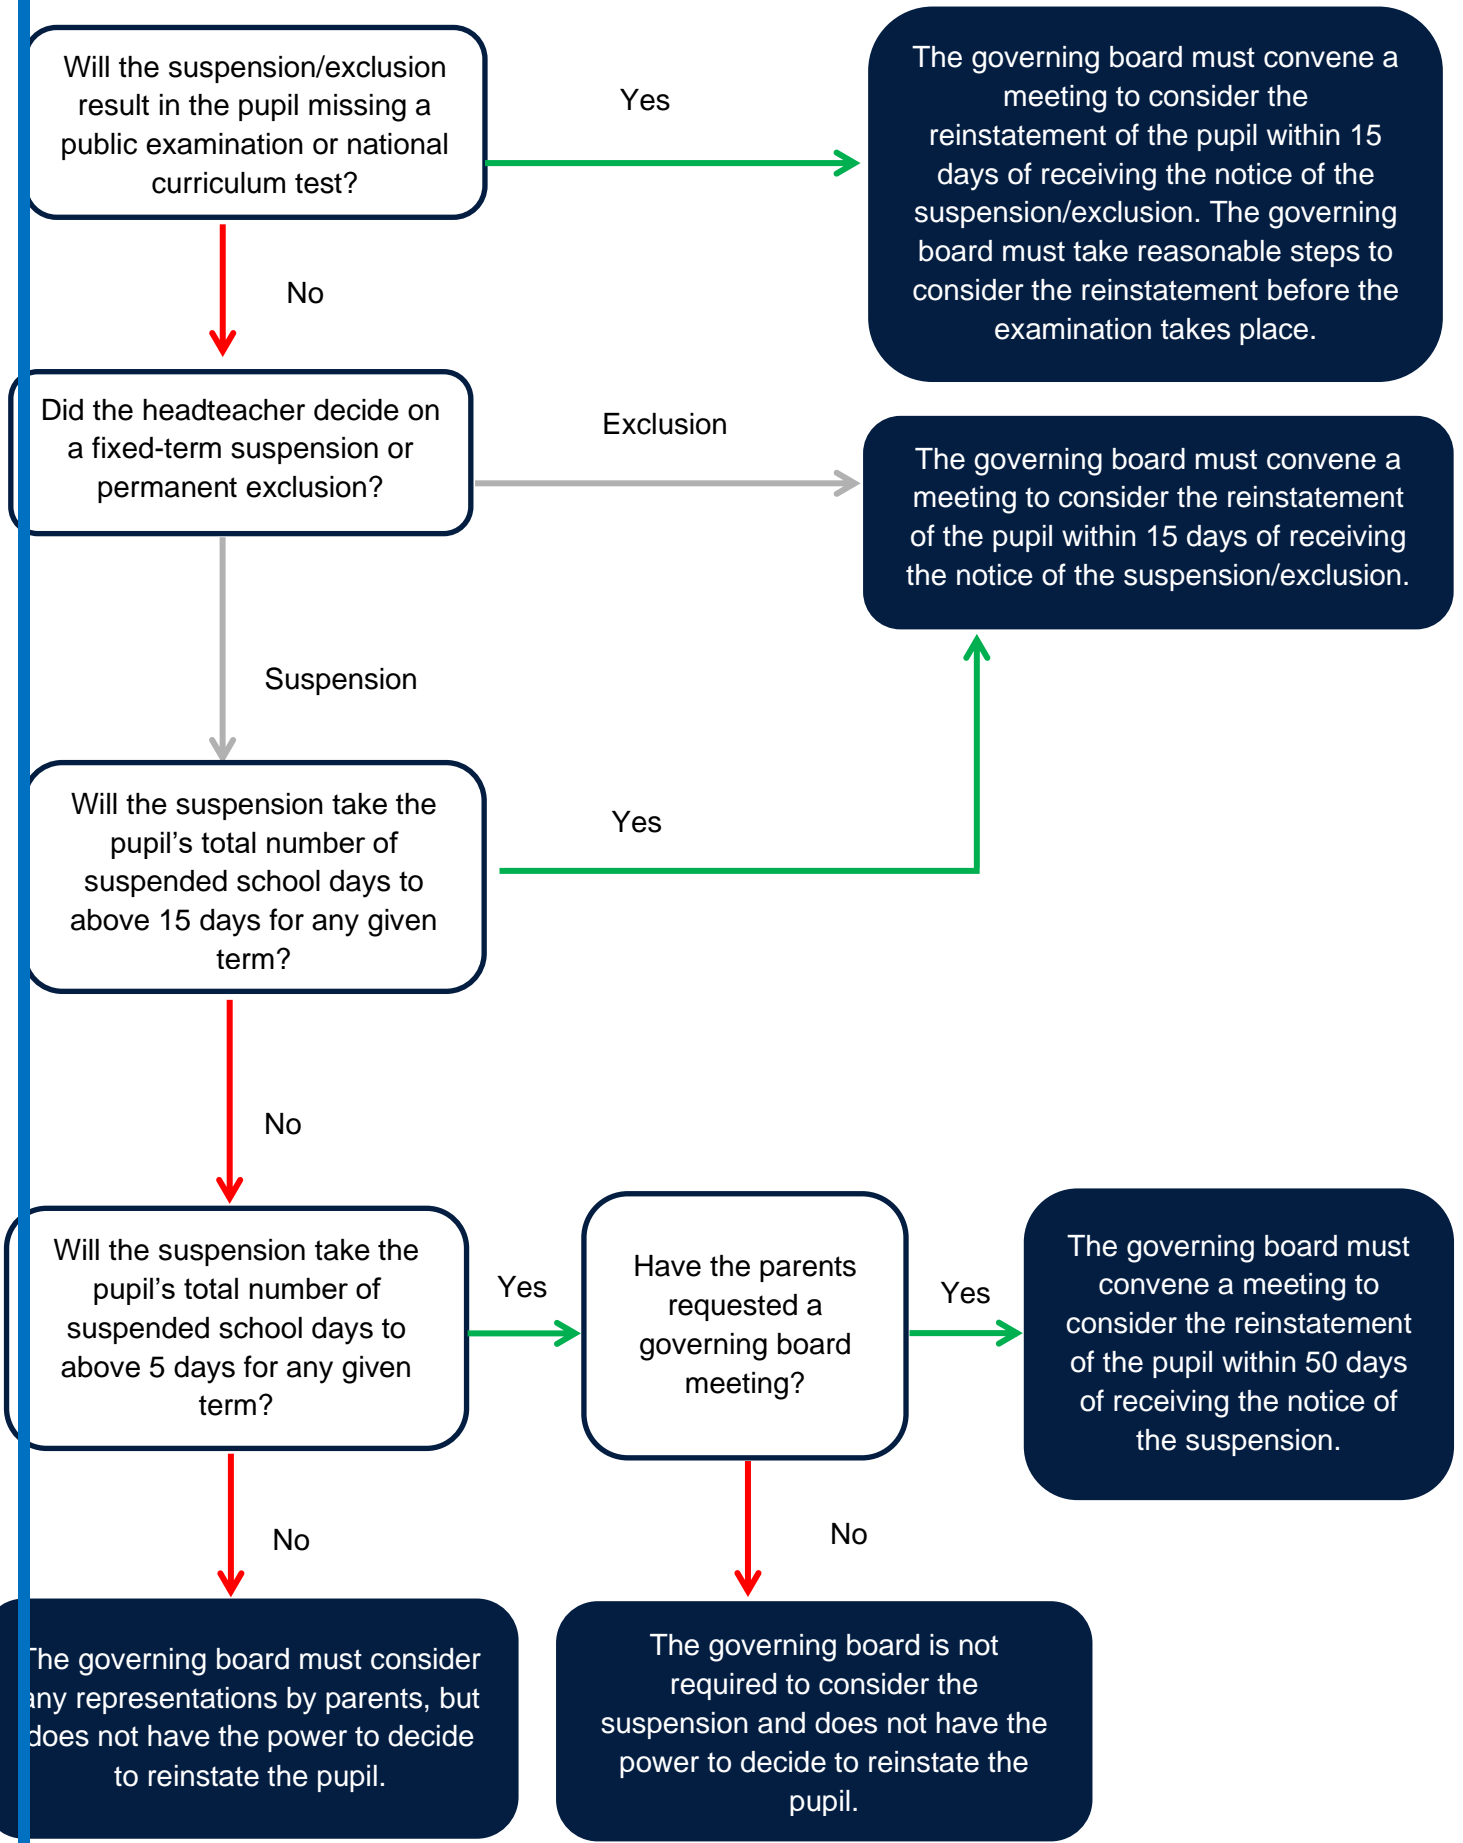 Will the suspension/exclusion
result in the pupil missing a
public examination or national
curriculum test?
Yes
The governing board must convene a
meeting to consider the
reinstatement of the pupil within 15
days of receiving the notice of the
suspension/exclusion. The governing
board must take reasonable steps to
consider the reinstatement before the
examination takes place.
No
Did the headteacher decide on
a fixed-term suspension or
permanent exclusion?
Exclusion
The governing board must convene a
meeting to consider the reinstatement
of the pupil within 15 days of receiving
the notice of the suspension/exclusion.
Suspension
Will the suspension take the
pupil’s total number of
suspended school days to
above 15 days for any given
term?
Yes
No
Will the suspension take the
pupil’s total number of
suspended school days to
above 5 days for any given
term?
Yes
Have the parents
requested a
governing board
meeting?
Yes
The governing board must
convene a meeting to
consider the reinstatement
of the pupil within 50 days
of receiving the notice of
the suspension.
No
No
The governing board must consider
any representations by parents, but
does not have the power to decide
to reinstate the pupil.
The governing board is not
required to consider the
suspension and does not have the
power to decide to reinstate the
pupil.